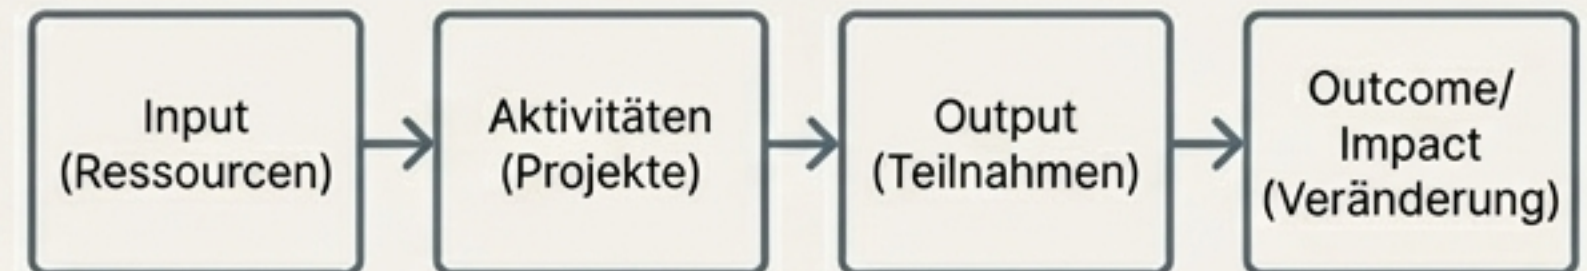 Input
(Ressourcen)
Aktivitäten
(Projekte)
Output
(Teilnahmen)
Outcome/
Impact
(Veränderung)